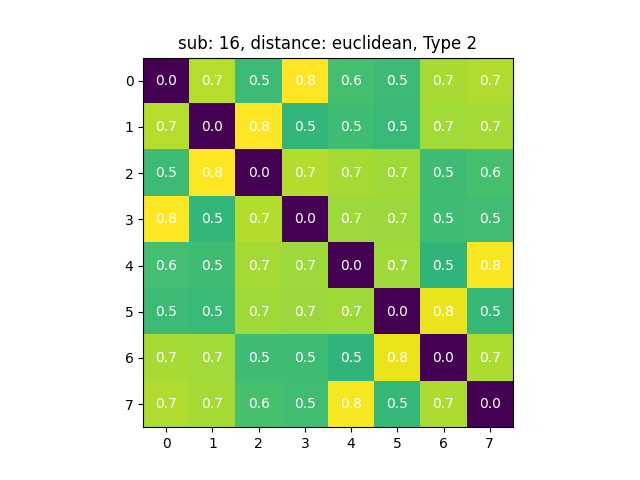 sub: 16, distance: euclidean, Type 2
0 0.0 0.7 0.5 0.8 0.6 0.5 0.7 0.7
1 0.7 0.0 0.8 0.5 0.5 0.5 0.7 0.7
2 0.5 0.8 0.0 0.7 0.7 0.7 0.5 0.6
3 0.8 0.5 0.7 0.0 0.7 0.7 0.5 0.5
4 0.6 0.5 0.7 0.7 0.0 0.7 0.5 0.8
5 0.5 0.5 0.7 0.7 0.7 0.0 0.8 0.5
6 0.7 0.7 0.5 0.5 0.5 0.8 0.0 0.7
7 0.7 0.7 0.6 0.5 0.8 0.5 0.7 0.0
0 1 2 3 4 5 6 7